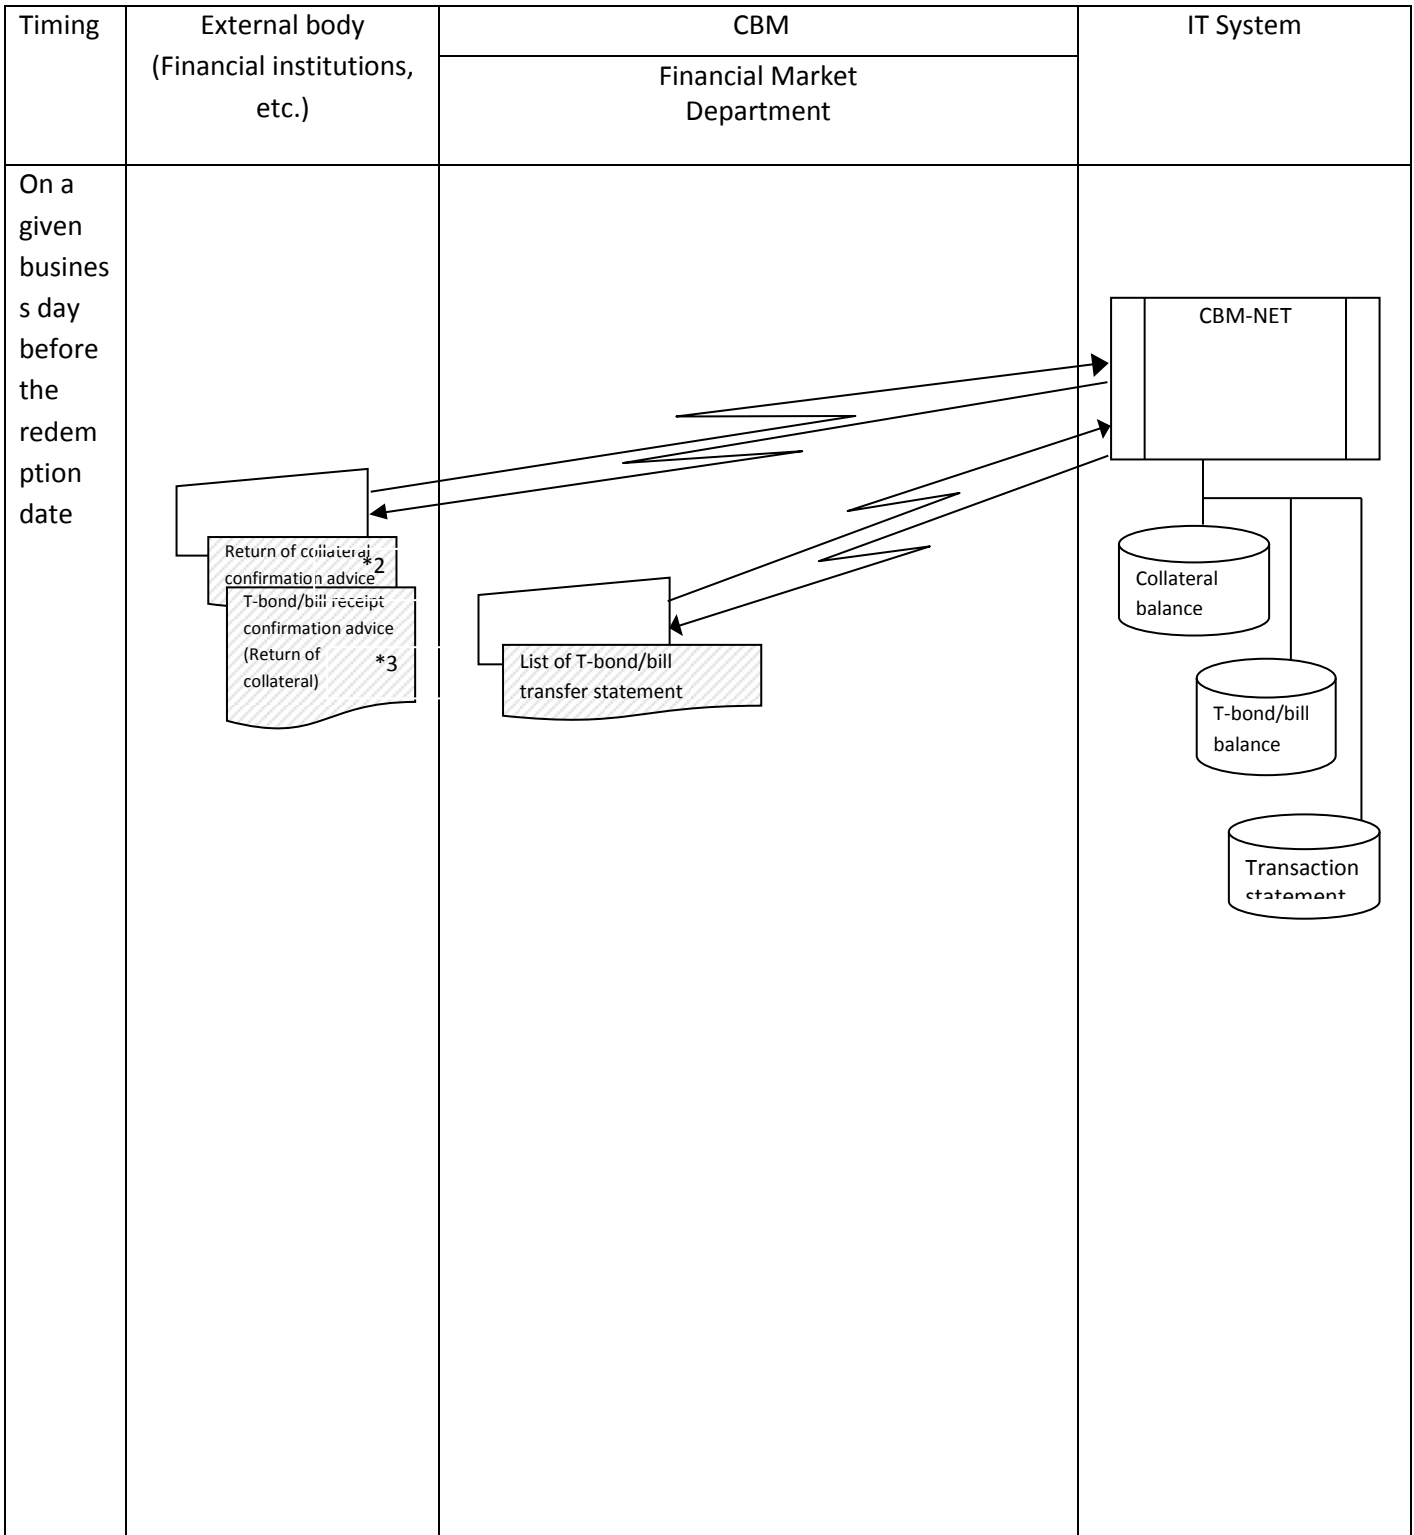 Timing
External body
(Financial institutions,
etc.)
CBM
Financial Market
Department
IT System
On a
given
busines
s day
before
the
redem
ption
date
CBM-NET
Return of collateral
confirmation advice
*2
T-bond/bill receipt
confirmation advice
(Return of
collateral)
*3
List of T-bond/bill
transfer statement
Collateral
balance
T-bond/bill
balance
Transaction
statement